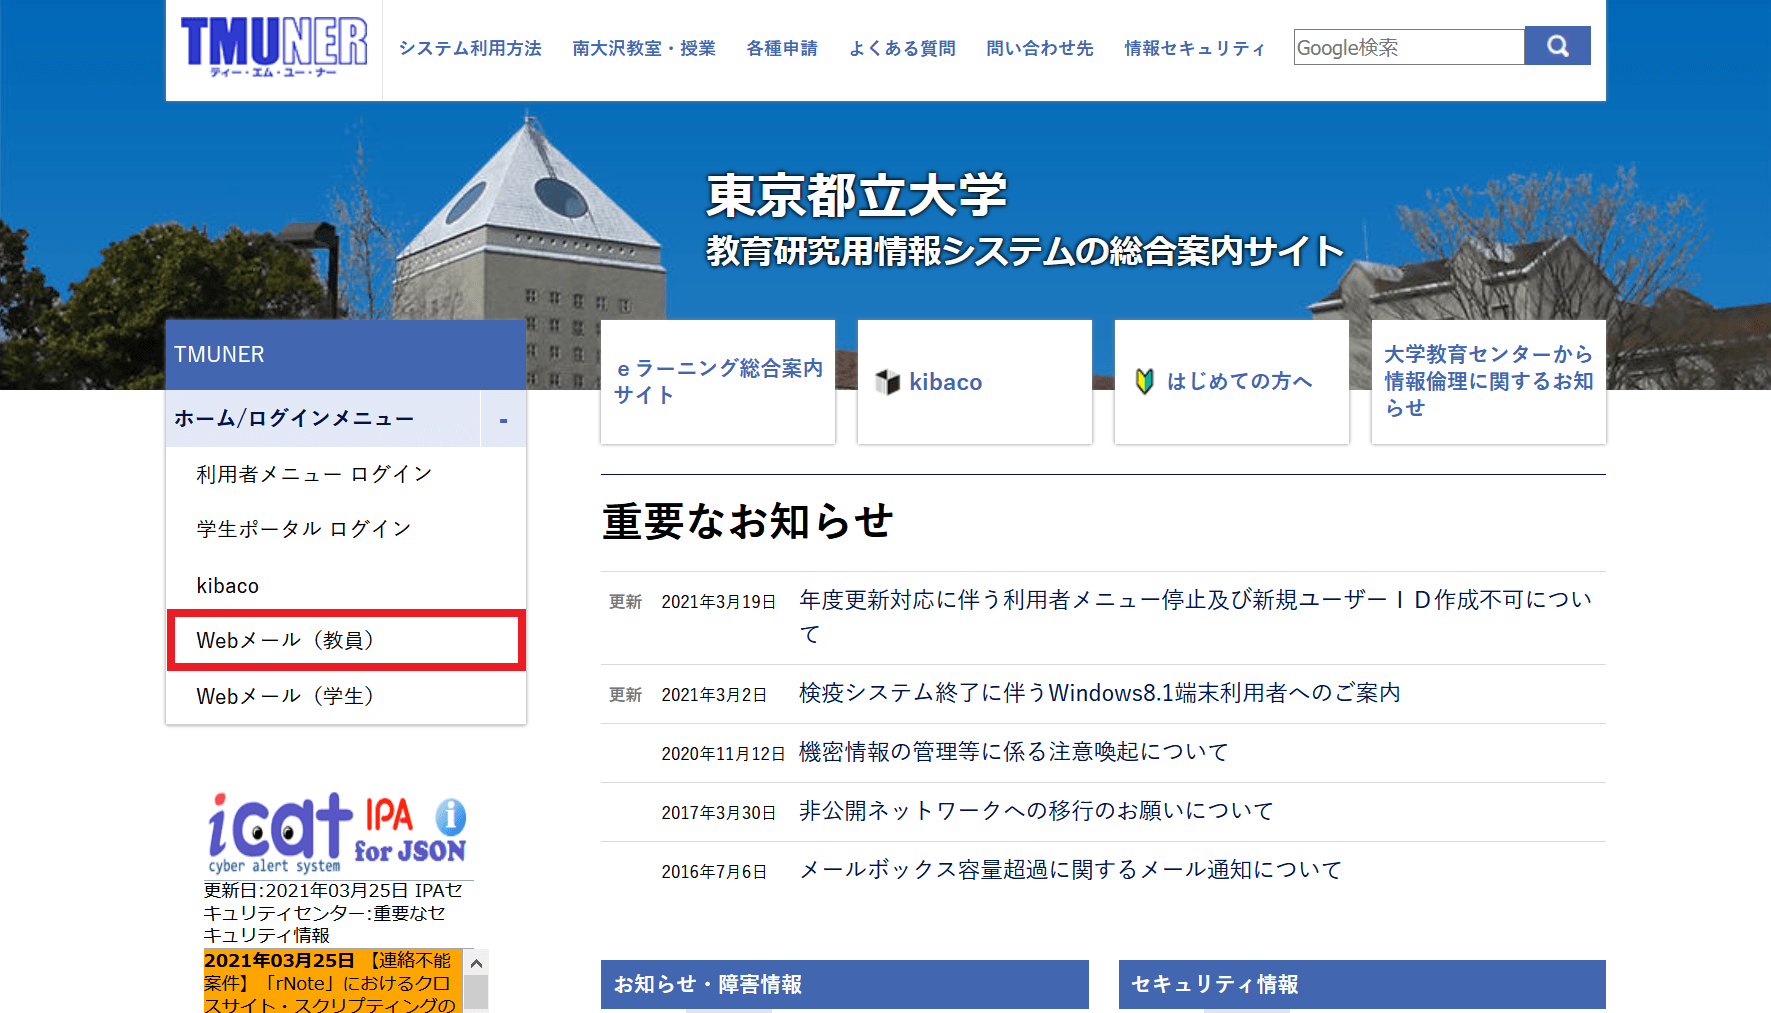 TMUNER
ティー・エム・ユー・ナー
システム利用方法
南大沢教室・授業
各種申請
よくある質問
問い合わせ先
情報セキュリティ
Google検索
東京都立大学
教育研究用情報システムの総合案内サイト
TMUNER
ホーム/ログインメニュー
-
利用者メニュー ログイン
学生ポータル ログイン
kibaco
Webメール（教員）
Webメール（学生）
ｅラーニング総合案内
サイト
kibaco
はじめての方へ
大学教育センターから
情報倫理に関するお知
らせ
重要なお知らせ
更新 2021年3月19日 年度更新対応に伴う利用者メニュー停止及び新規ユーザーＩＤ作成不可につい
て
更新 2021年3月2日 検疫システム終了に伴うWindows8.1端末利用者へのご案内
2020年11月12日 機密情報の管理等に係る注意喚起について
2017年3月30日 非公開ネットワークへの移行のお願いについて
2016年7月6日 メールボックス容量超過に関するメール通知について
icat IPA i
for JSON
cyber alert system
更新日:2021年03月25日 IPAセ
キュリティセンター:重要なセ
キュリティ情報
2021年03月25日 【連絡不能
案件】「rNote」におけるクロ
スサイト・スクリプティングの
お知らせ・障害情報
セキュリティ情報